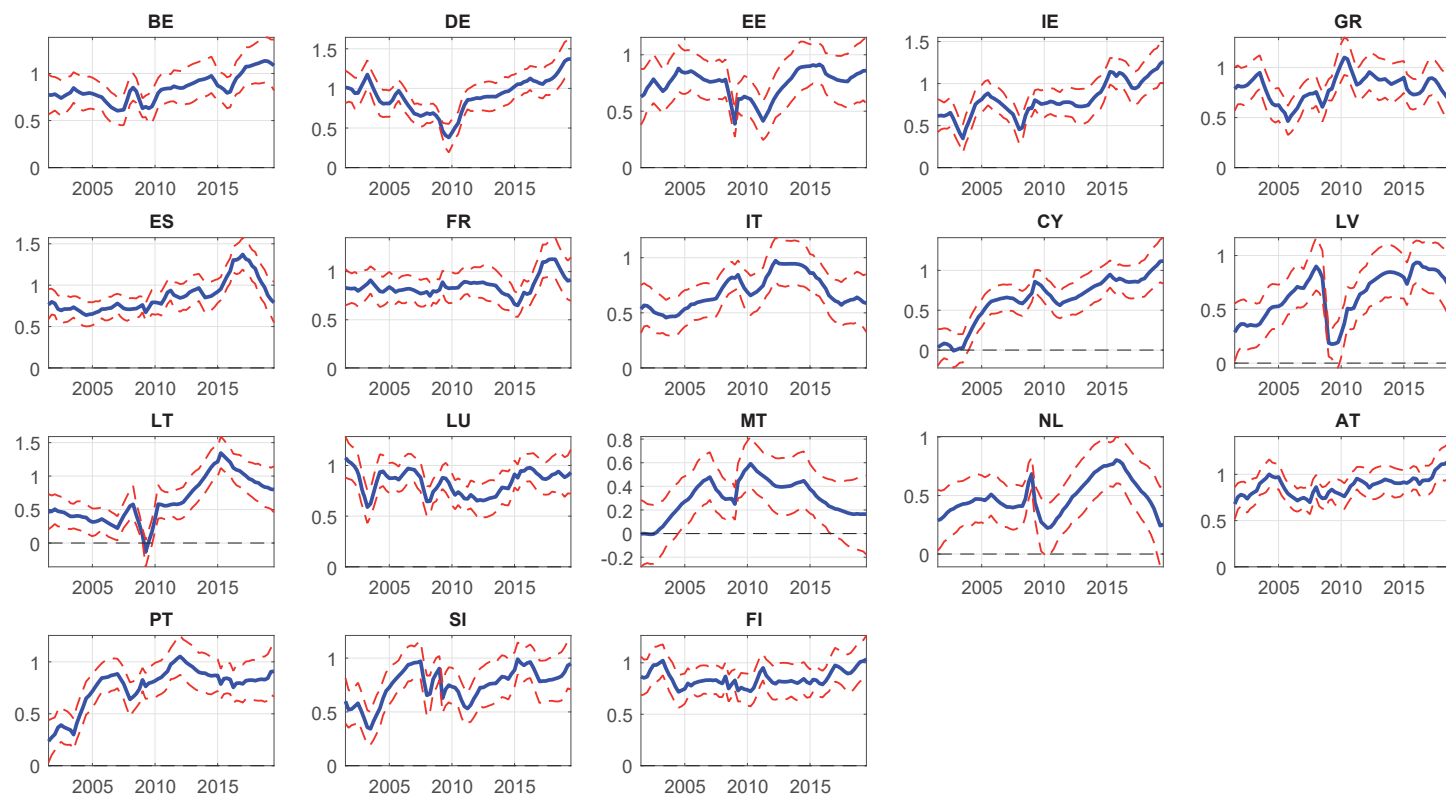 BE DE EE IE GR
1 0.5 0 1.5 1 0.5 0 1 0.5 0 1.5 1 0.5 0 1 0.5 0
2005 2010 2015 2005 2010 2015 2005 2010 2015 2005 2010 2015 2005 2010 2015
ES FR IT CY LV
1.5 1 0.5 0 1 0.5 0 1 0.5 0 1 0.5 0 1 0.5 0
2005 2010 2015 2005 2010 2015 2005 2010 2015 2005 2010 2015 2005 2010 2015
LT LU MT NL AT
1.5 1 0.5 0 1 0.5 0 0.8 0.6 0.4 0.2 0 -0.2 1 0.5 0 1 0.5 0
2005 2010 2015 2005 2010 2015 2005 2010 2015 2005 2010 2015 2005 2010 2015
PT SI FI
1 0.5 0 1 0.5 0 1 0.5 0
2005 2010 2015 2005 2010 2015 2005 2010 2015